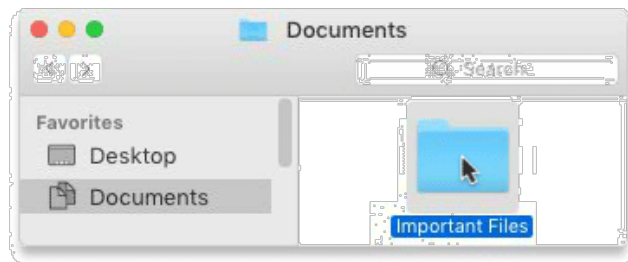 Documents
Search
Favorites
Desktop
Documents
Important Files